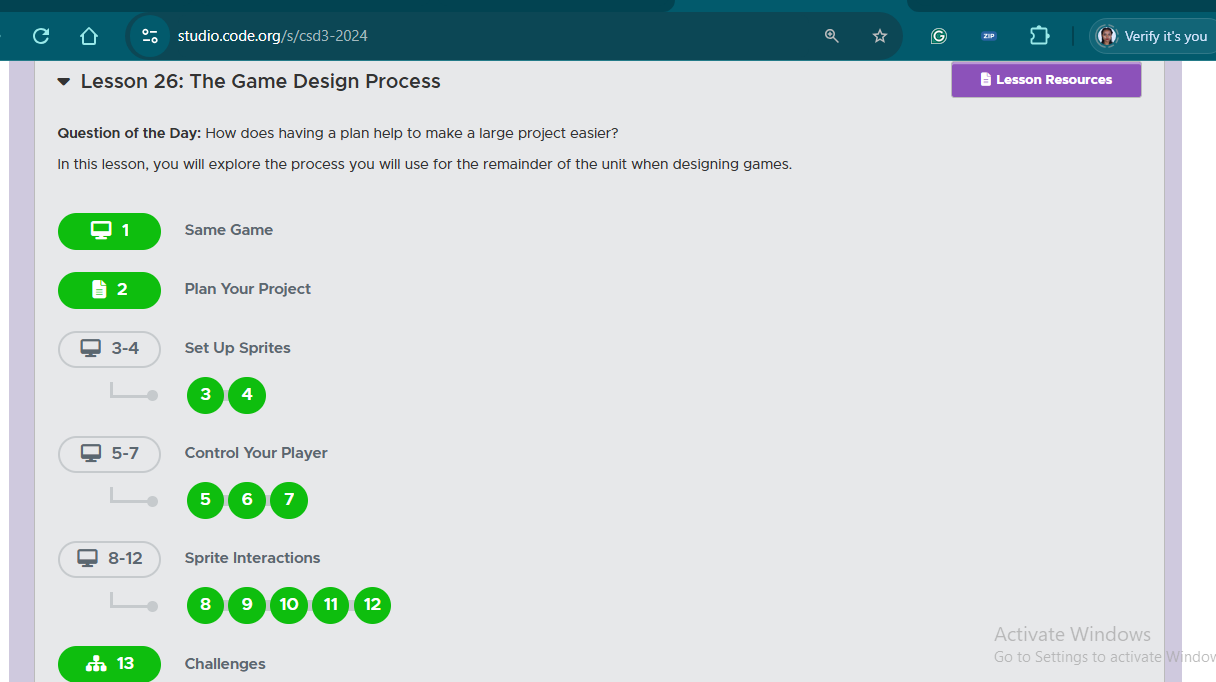 studio.code.org/s/csd3-2024
ZIP
Verify it's you
Lesson 26: The Game Design Process
Lesson Resources
Question of the Day: How does having a plan help to make a large project easier?
In this lesson, you will explore the process you will use for the remainder of the unit when designing games.
1 Same Game
2 Plan Your Project
3-4 Set Up Sprites
3 4
5-7 Control Your Player
5 6 7
8-12 Sprite Interactions
8 9 10 11 12
13 Challenges
Activate Windows
Go to Settings to activate Window